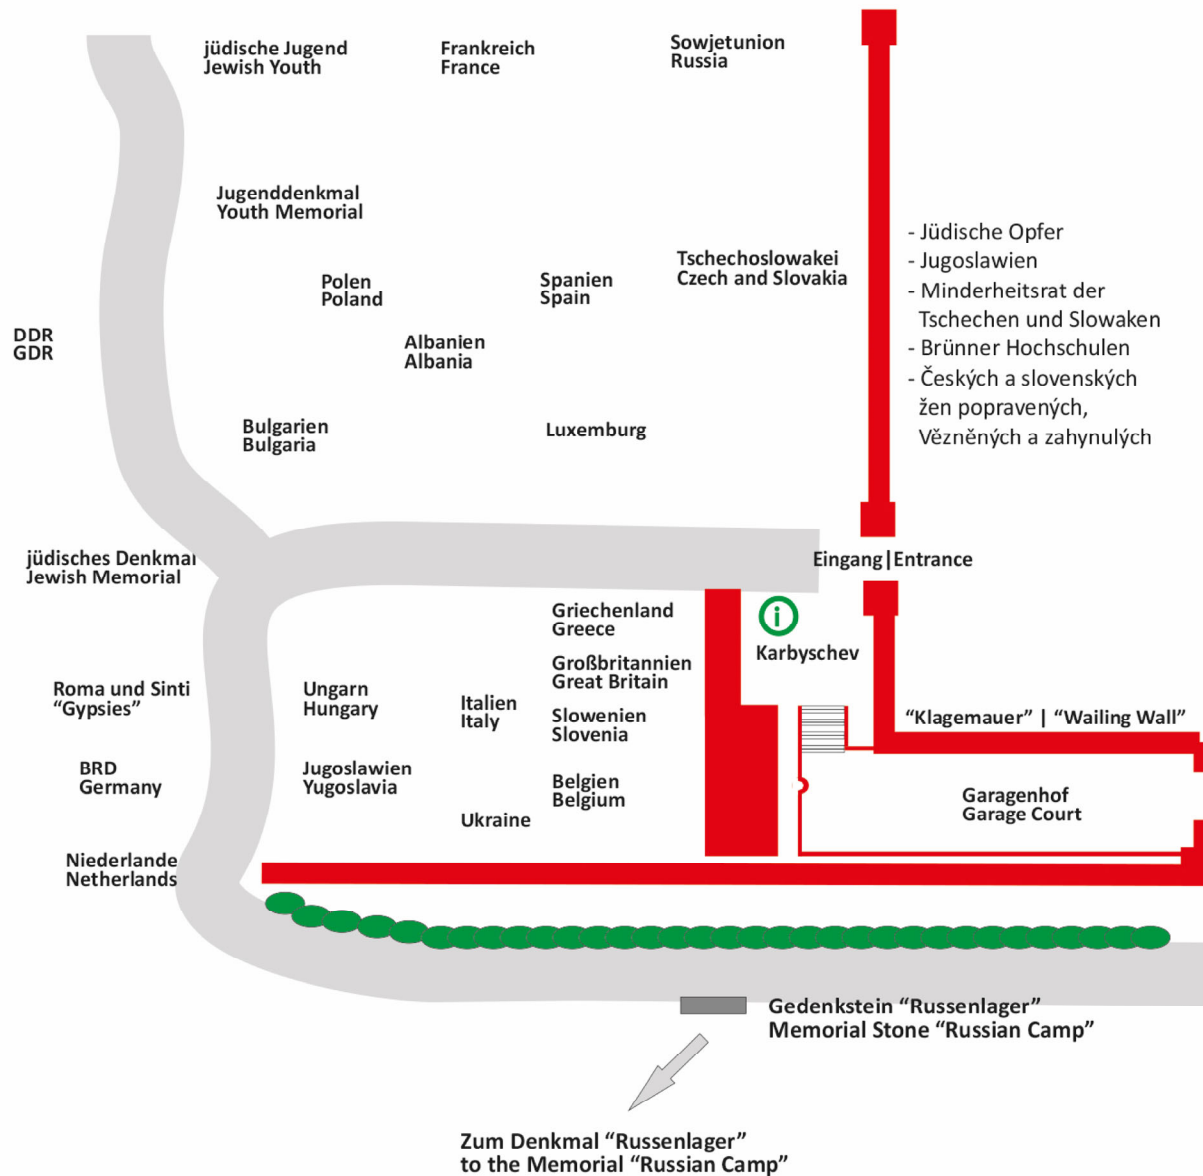 jüdische Jugend
Jewish Youth
Frankreich
France
Sowjetunion
Russia
Jugenddenkmal
Youth Memorial
- Jüdische Opfer
- Jugoslawien
- Minderheitsrat der
Tschechen und Slowaken
- Brünner Hochschulen
- Českých a slovenských
žen popravených,
Vězněných a zahynulých
Tschechoslowakei
Czech and Slovakia
Polen
Poland
Spanien
Spain
DDR
GDR
Albanien
Albania
Bulgarien
Bulgaria
Luxemburg
jüdisches Denkmal
Jewish Memorial
Eingang|Entrance
Griechenland
Greece
i
Karbyschev
Großbritannien
Great Britain
Roma und Sinti
“Gypsies”
Ungarn
Hungary
Italien
Italy
Slowenien
Slovenia
“Klagemauer” | “Wailing Wall”
BRD
Germany
Jugoslawien
Yugoslavia
Belgien
Belgium
Garagenhof
Garage Court
Ukraine
Niederlande
Netherlands
Gedenkstein “Russenlager”
Memorial Stone “Russian Camp”
Zum Denkmal “Russenlager”
to the Memorial “Russian Camp”